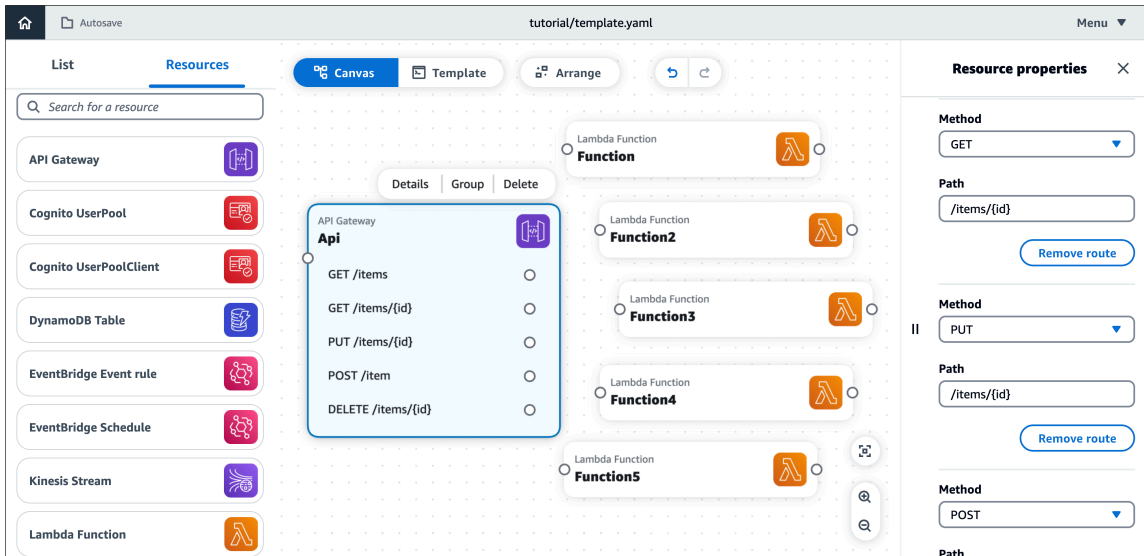 Autosave
tutorial/template.yaml
Menu
List
Resources
Search for a resource
API Gateway
Cognito UserPool
Cognito UserPoolClient
DynamoDB Table
EventBridge Event rule
EventBridge Schedule
Kinesis Stream
Lambda Function
Canvas
Template
Arrange
Details
Group
Delete
API Gateway
Api
GET /items
GET /items/{id}
PUT /items/{id}
POST /item
DELETE /items/{id}
Lambda Function
Function
Lambda Function
Function2
Lambda Function
Function3
Lambda Function
Function4
Lambda Function
Function5
Resource properties
Method
GET
Path
/items/{id}
Remove route
Method
PUT
Path
/items/{id}
Remove route
Method
POST
Path